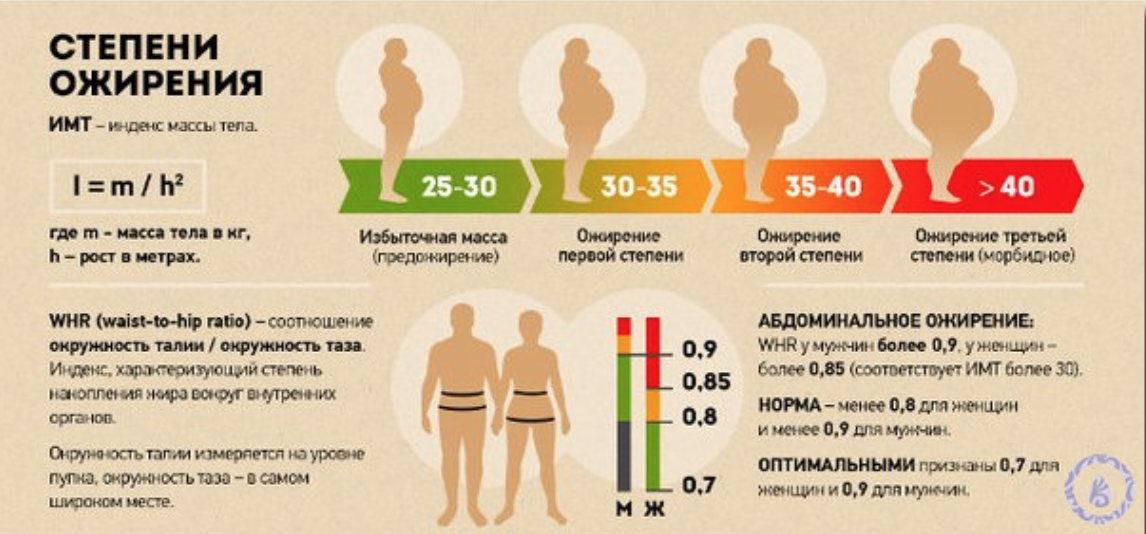 СТЕПЕНИ
ОЖИРЕНИЯ
ИМТ – индекс массы тела.
I = m / h²
где m – масса тела в кг,
h – рост в метрах.
25-30
30-35
35-40
> 40
Избыточная масса
(предожирение)
Ожирение
первой степени
Ожирение
второй степени
Ожирение третьей
степени (морбидное)
WHR (waist-to-hip ratio) – соотношение
окружность талии / окружность таза.
Индекс, характеризующий степень
накопления жира вокруг внутренних
органов.
Окружность талии измеряется на уровне
пупка, окружность таза – в самом
широком месте.
0,9
0,85
0,8
0,7
М Ж
АБДОМИНАЛЬНОЕ ОЖИРЕНИЕ:
WHR у мужчин более 0,9, у женщин –
более 0,85 (соответствует ИМТ более 30).
НОРМА – менее 0,8 для женщин
и менее 0,9 для мужчин.
ОПТИМАЛЬНЫМИ признаны 0,7 для
женщин и 0,9 для мужчин.